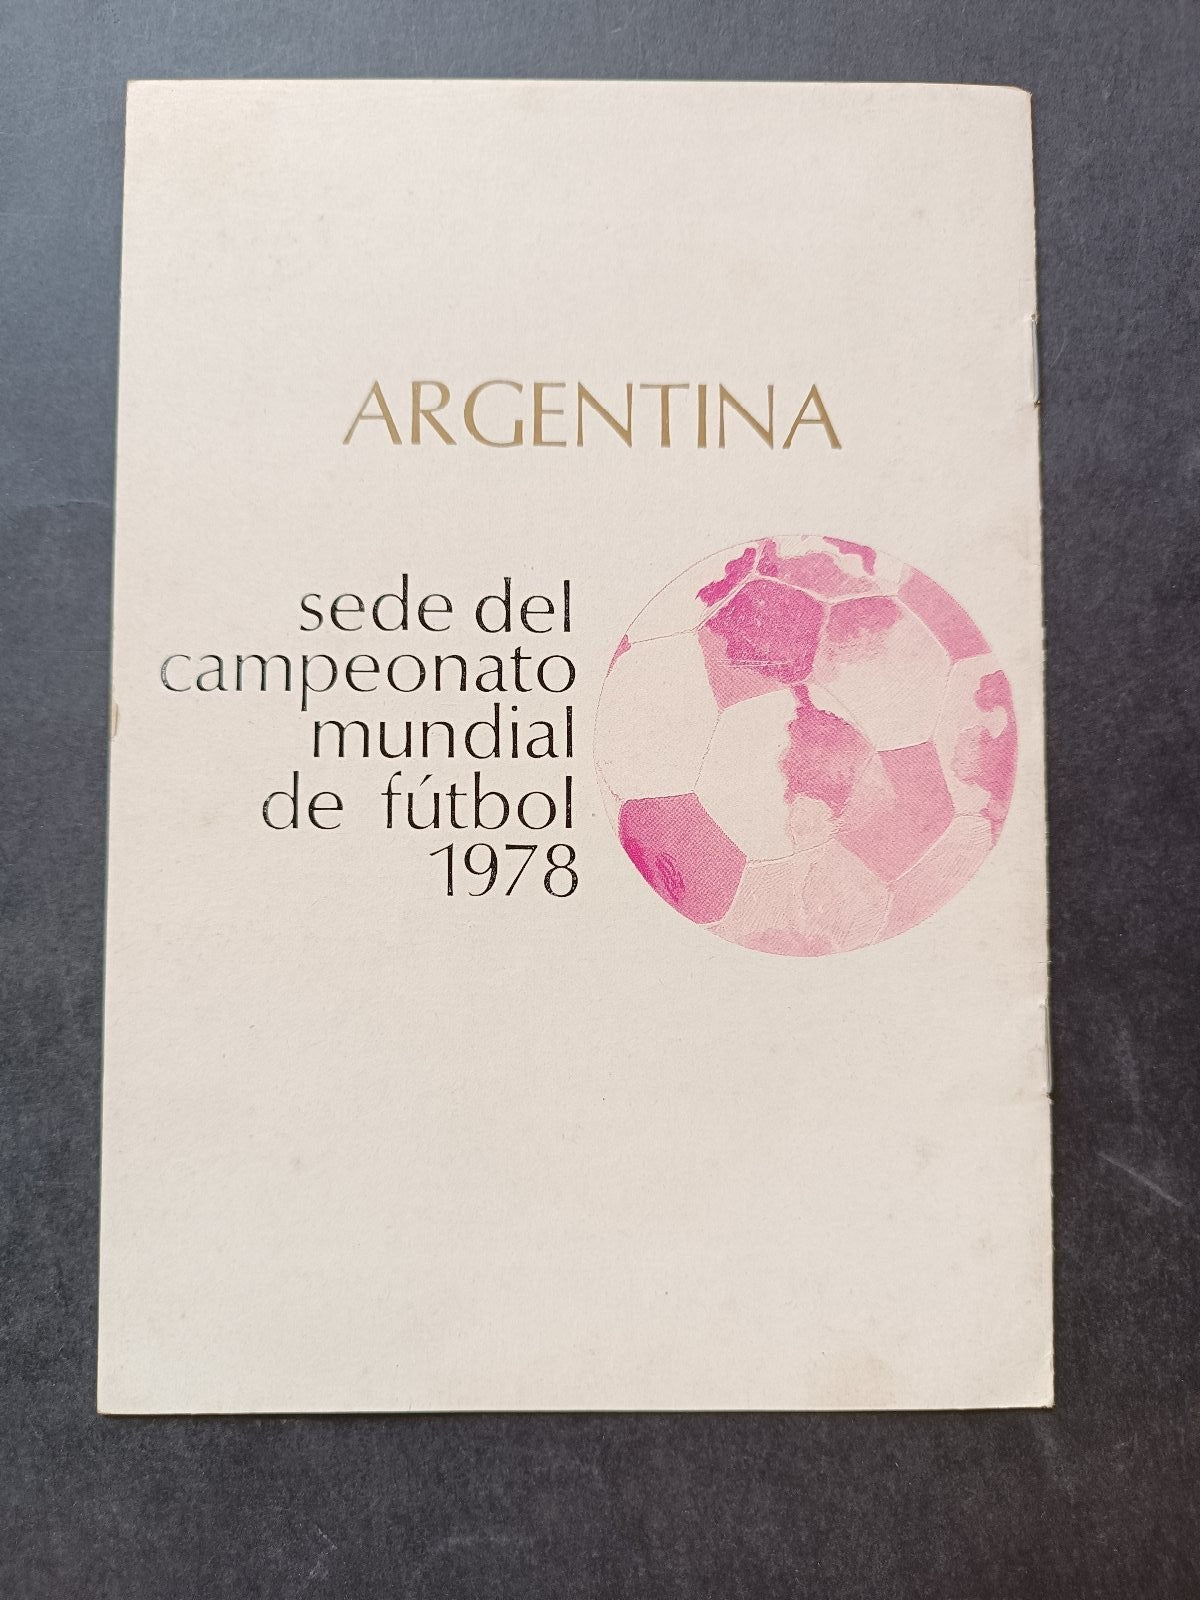 ARGENTINA
sede del
campeonato
mundial
de fútbol
1978